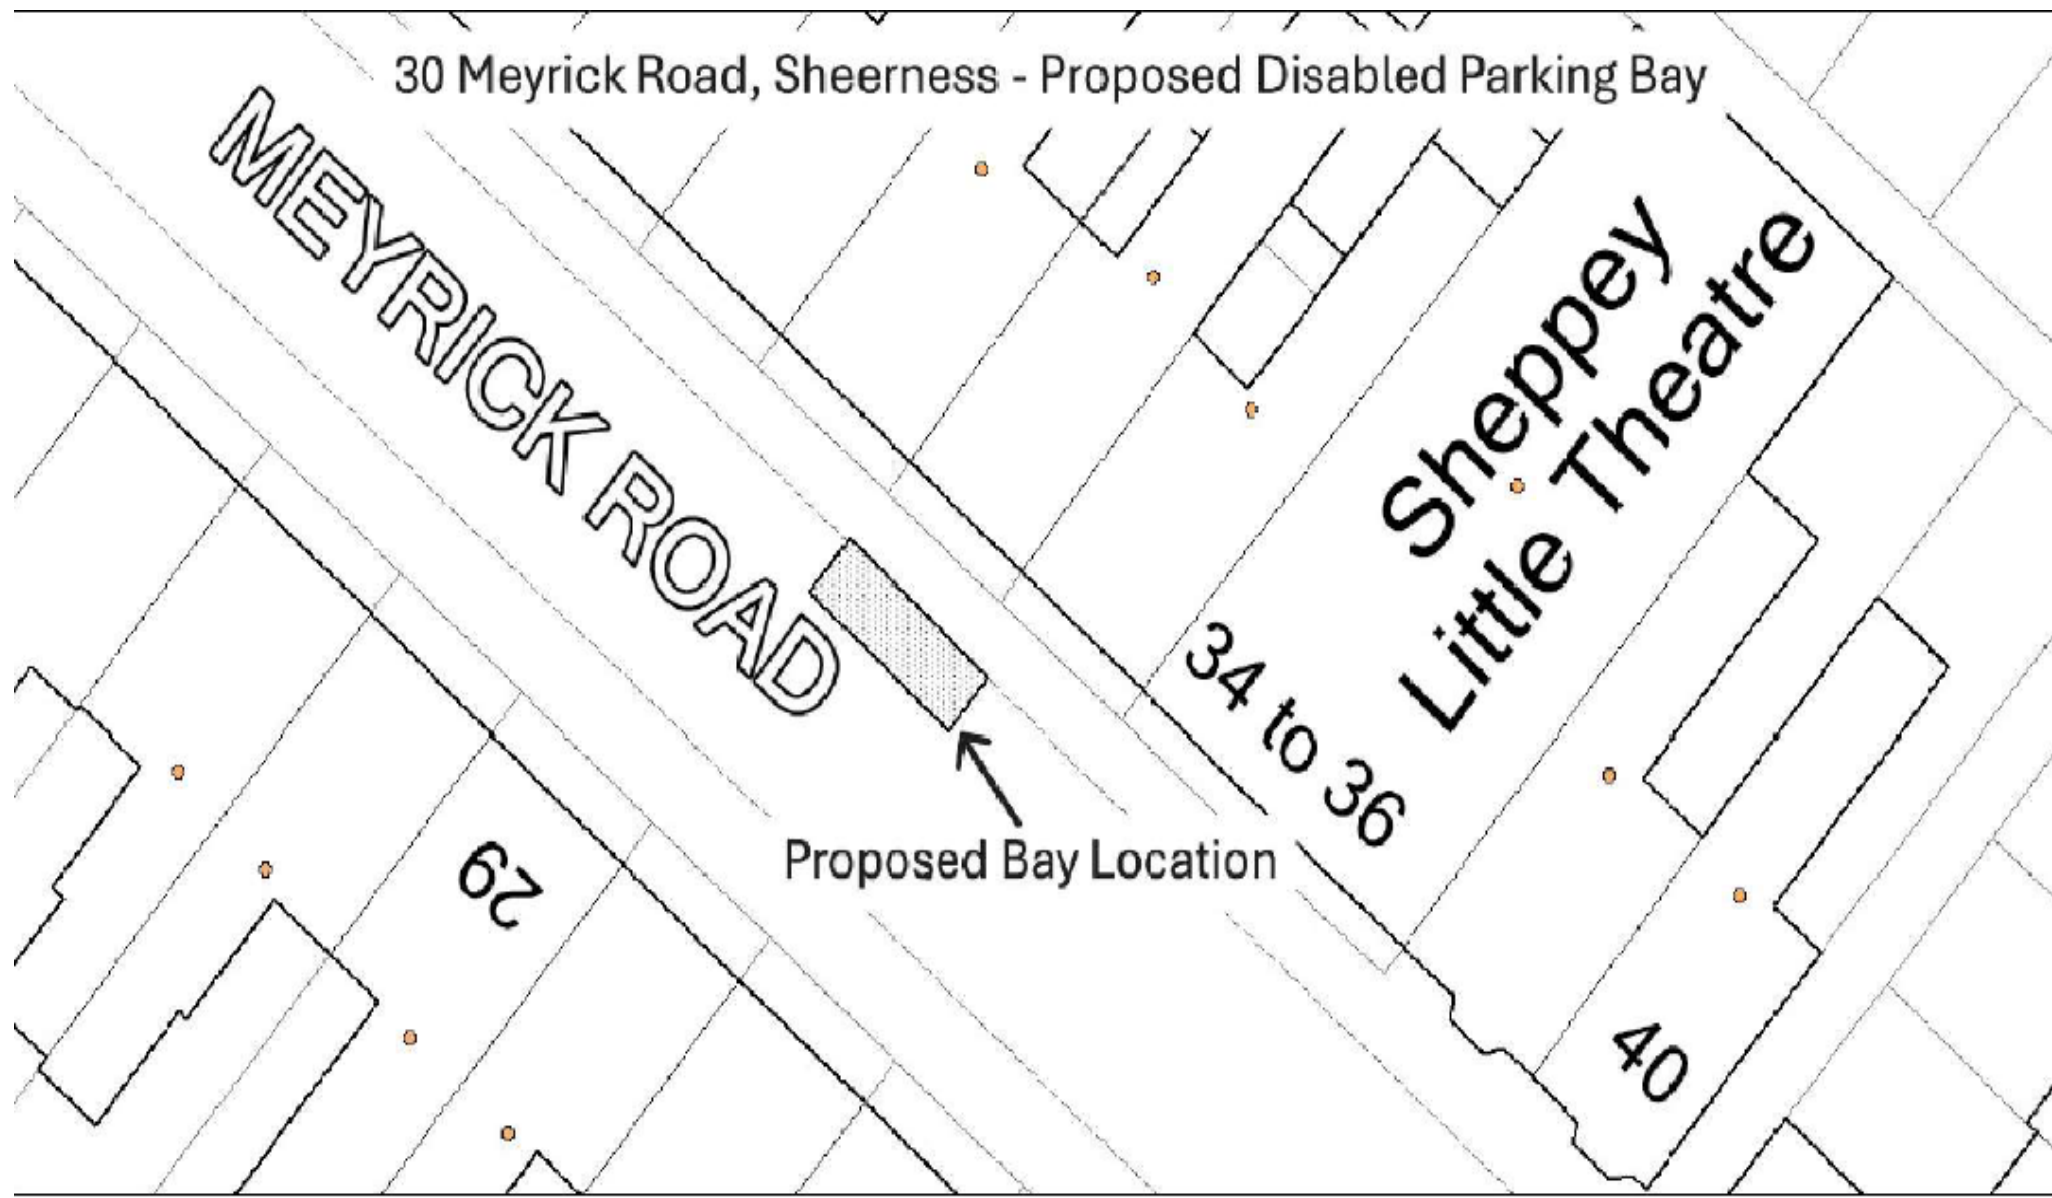 30 Meyrick Road, Sheerness - Proposed Disabled Parking Bay
MEYRICK ROAD
Sheppey
Little Theatre
34 to 36
Proposed Bay Location
29
40